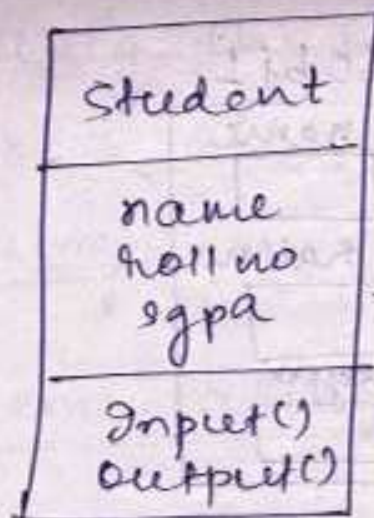 Student
name
roll no
sgpa
Input()
output()